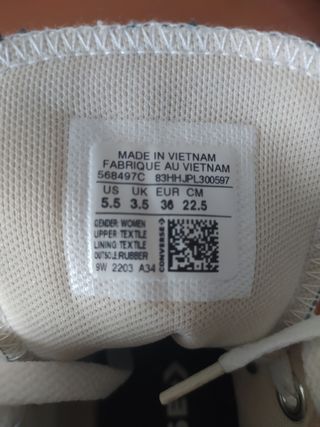 MADE IN VIETNAM
FABRIQUE AU VIETNAM
568497C 83HHJPL300597
US UK EUR CM
5.5 3.5 36 22.5
GENDER: WOMEN
UPPER: TEXTILE
LINING: TEXTILE
OUTSOLE: RUBBER
9W 2203 A34
CONVERSE